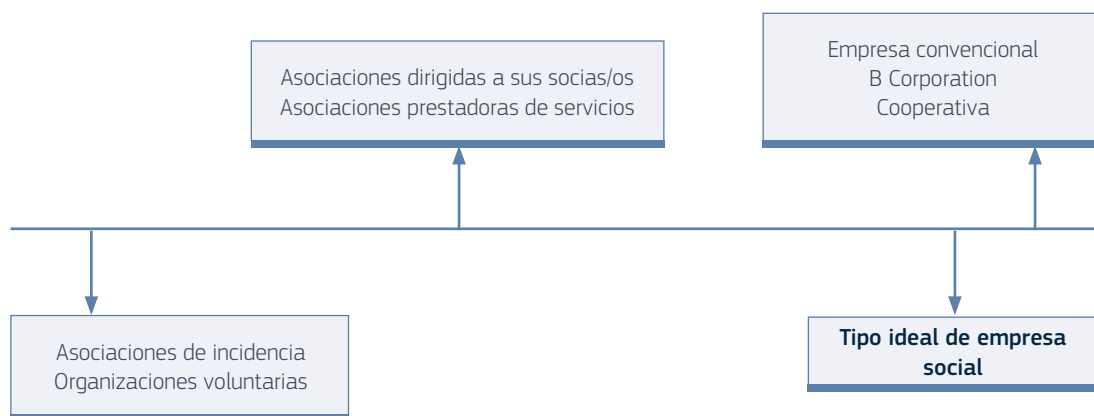 Asociaciones dirigidas a sus socias/os
Asociaciones prestadoras de servicios
Empresa convencional
B Corporation
Cooperativa
Asociaciones de incidencia
Organizaciones voluntarias
Tipo ideal de empresa
social